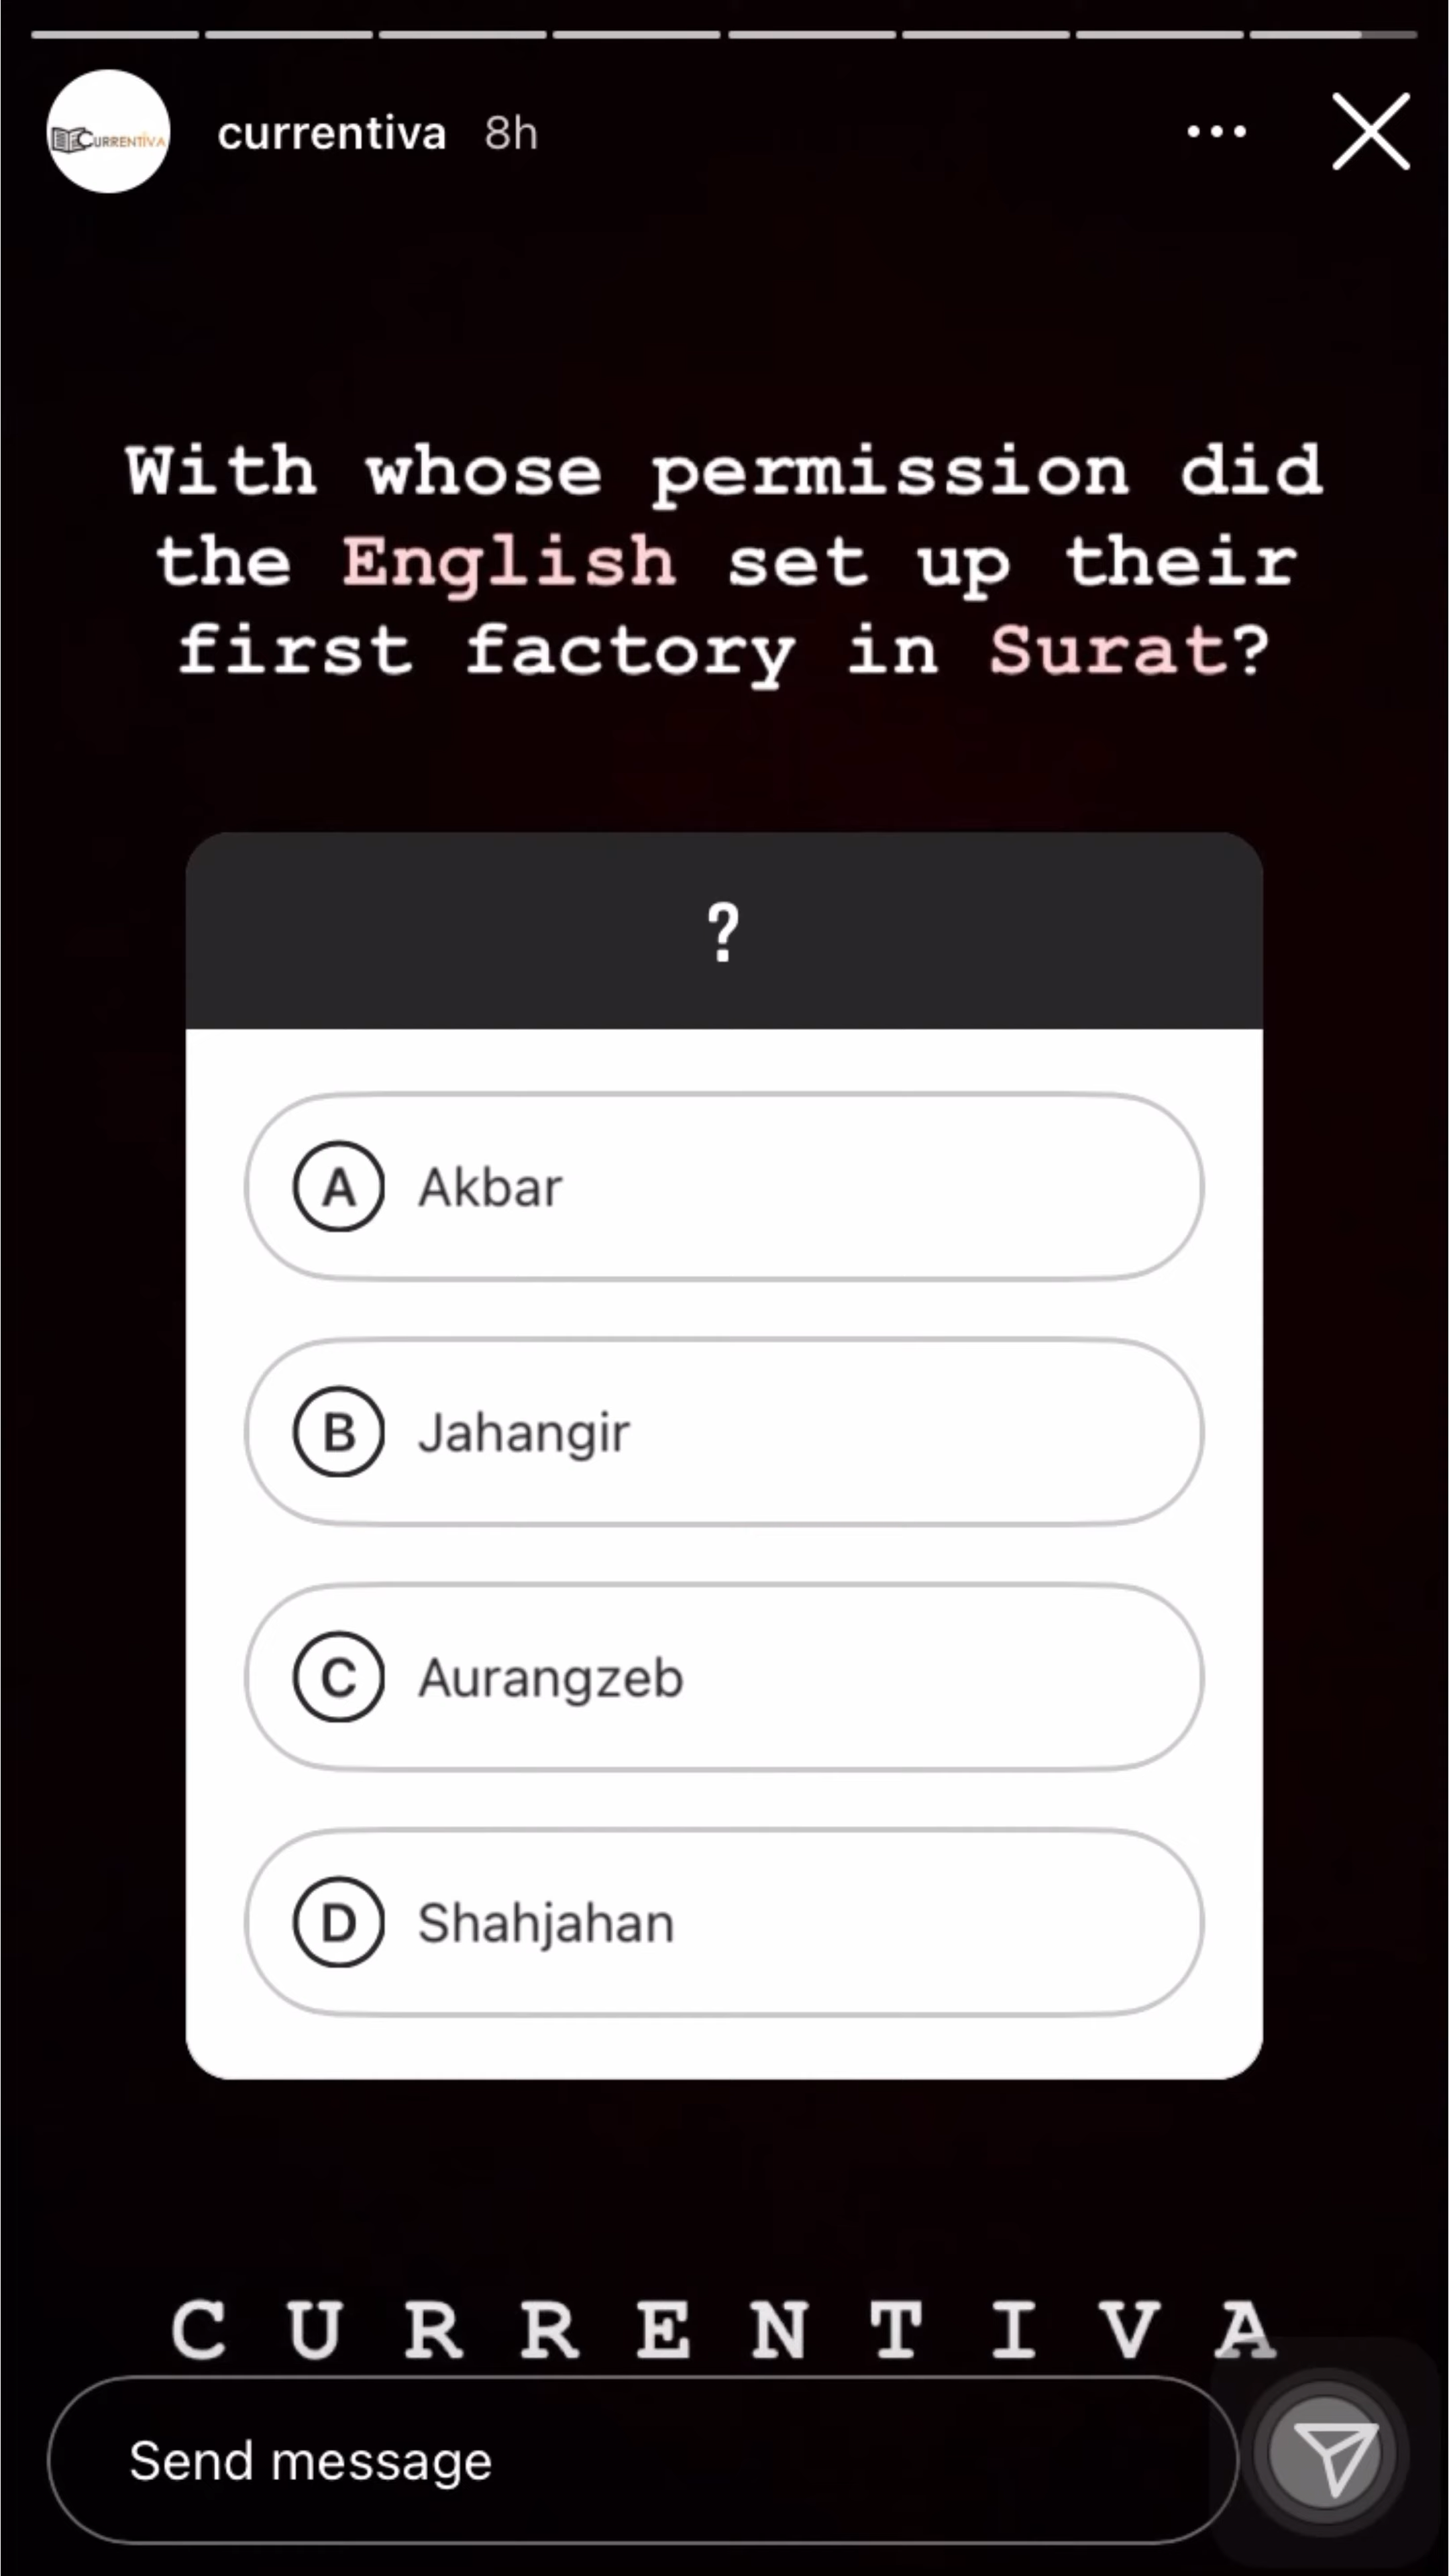 CURRENTIVA
currentiva 8h
With whose permission did
the English set up their
first factory in Surat?
?
A Akbar
B Jahangir
C Aurangzeb
D Shahjahan
C U R R E N T I V A
Send message